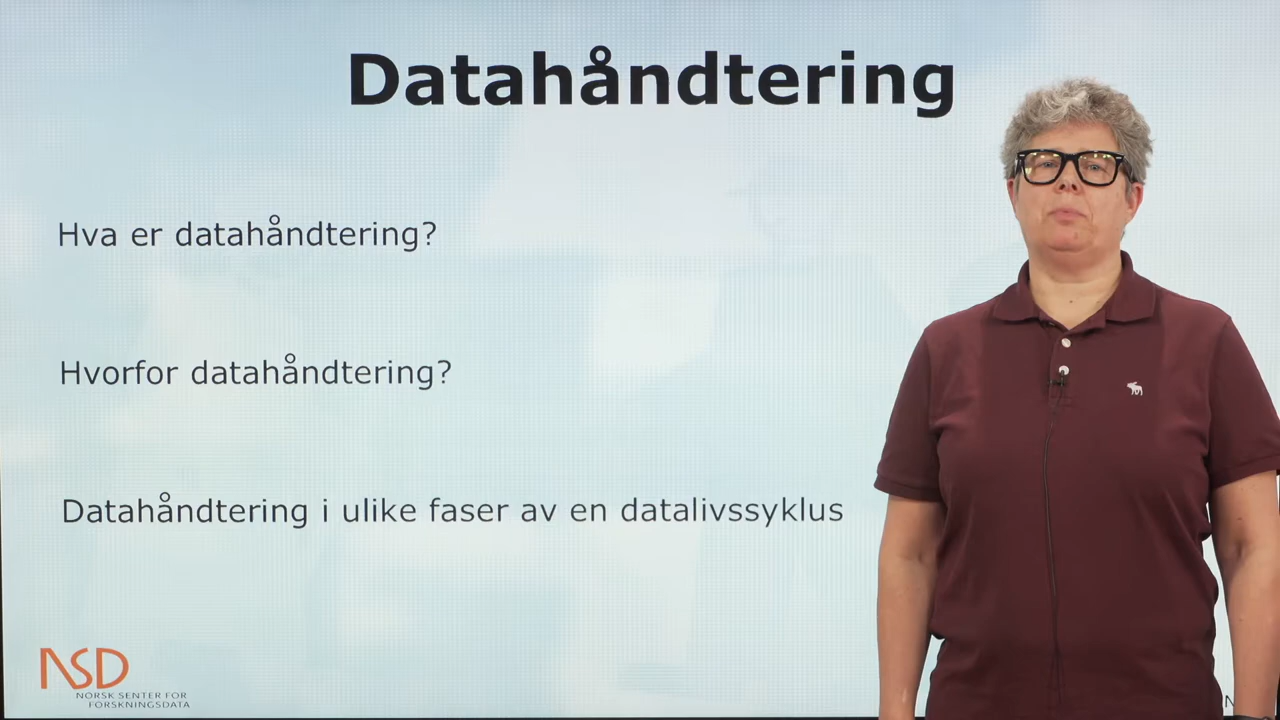 Datahåndtering
Hva er datahåndtering?
Hvorfor datahåndtering?
Datahåndtering i ulike faser av en datalivssyklus
NSD
NORSK SENTER FOR
FORSKNINGSDATA